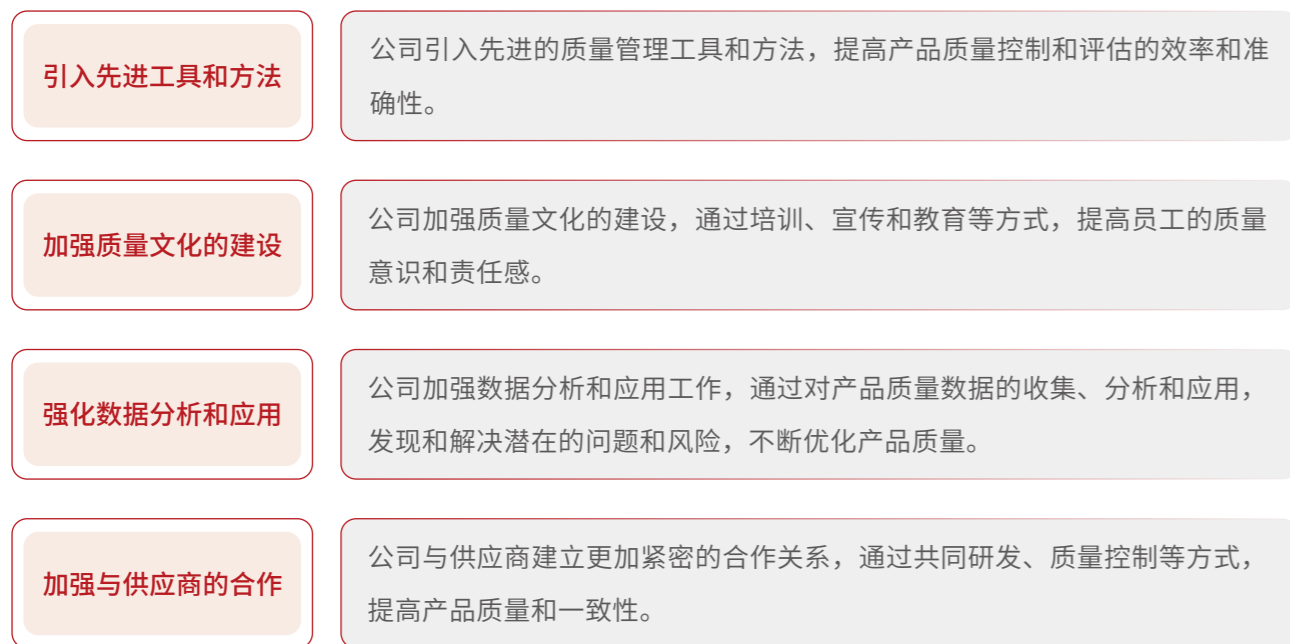 引入先进工具和方法
公司引入先进的质量管理工具和方法，提高产品质量控制和评估的效率和准
确性。
加强质量文化的建设
公司加强质量文化的建设，通过培训、宣传和教育等方式，提高员工的质量
意识和责任感。
强化数据分析和应用
公司加强数据分析和应用工作，通过对产品质量数据的收集、分析和应用，
发现和解决潜在的问题和风险，不断优化产品质量。
加强与供应商的合作
公司与供应商建立更加紧密的合作关系，通过共同研发、质量控制等方式，
提高产品质量和一致性。